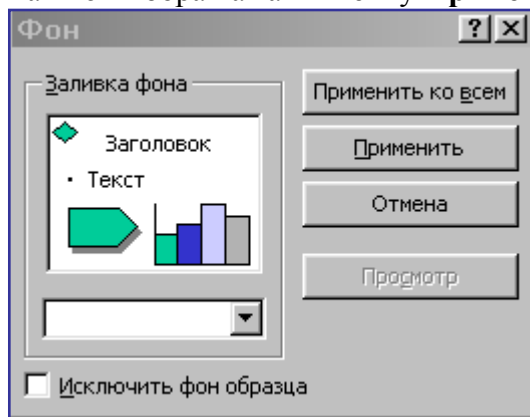 Фон
Заливка фона
Заголовок
· Текст
Применить ко всем
Применить
Отмена
Просмотр
Исключить фон образца